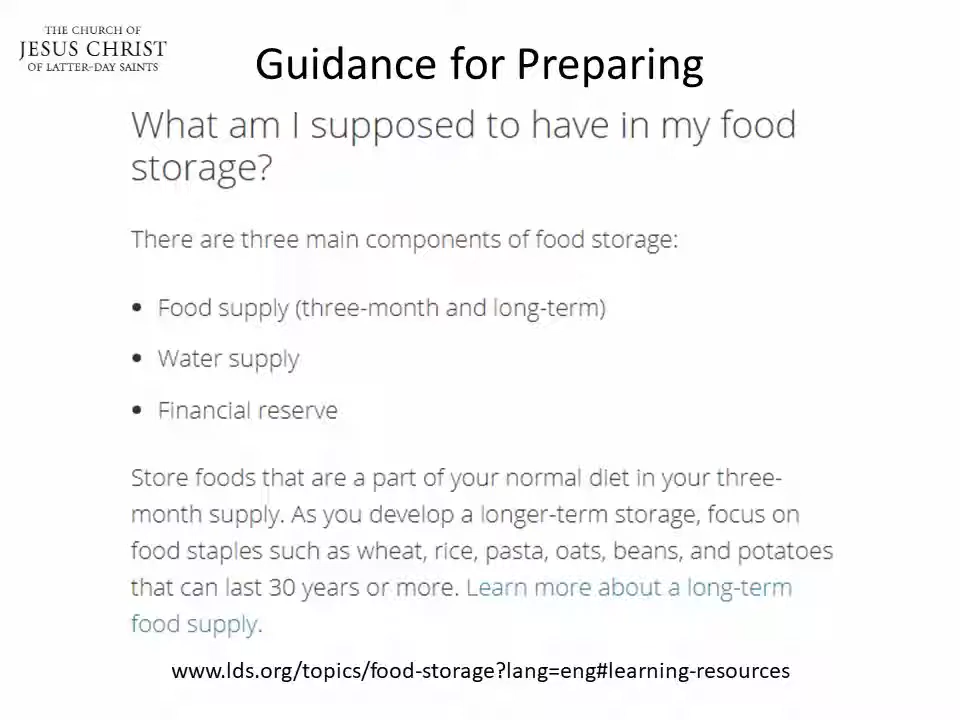 THE CHURCH OF
JESUS CHRIST
OF LATTER-DAY SAINTS
Guidance for Preparing
What am I supposed to have in my food
storage?
There are three main components of food storage:
• Food supply (three-month and long-term)
• Water supply
• Financial reserve
Store foods that are a part of your normal diet in your three-
month supply. As you develop a longer-term storage, focus on
food staples such as wheat, rice, pasta, oats, beans, and potatoes
that can last 30 years or more. Learn more about a long-term
food supply.
www.lds.org/topics/food-storage?lang=eng#learning-resources